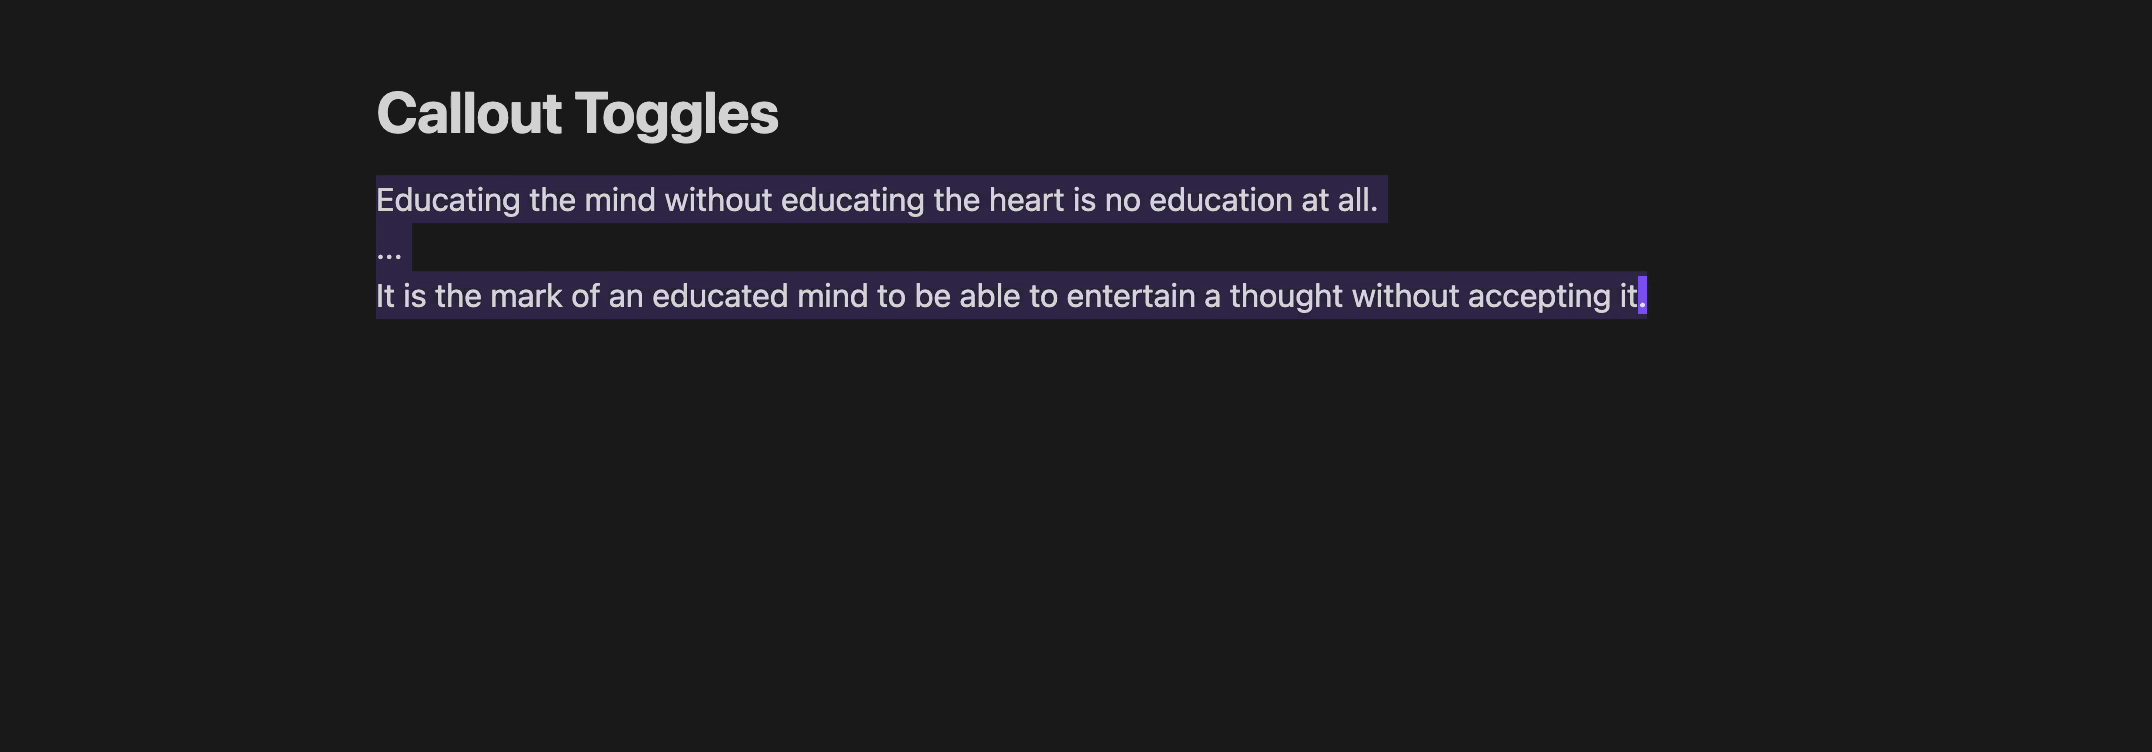 Callout Toggles
Educating the mind without educating the heart is no education at all.
...
It is the mark of an educated mind to be able to entertain a thought without accepting it.